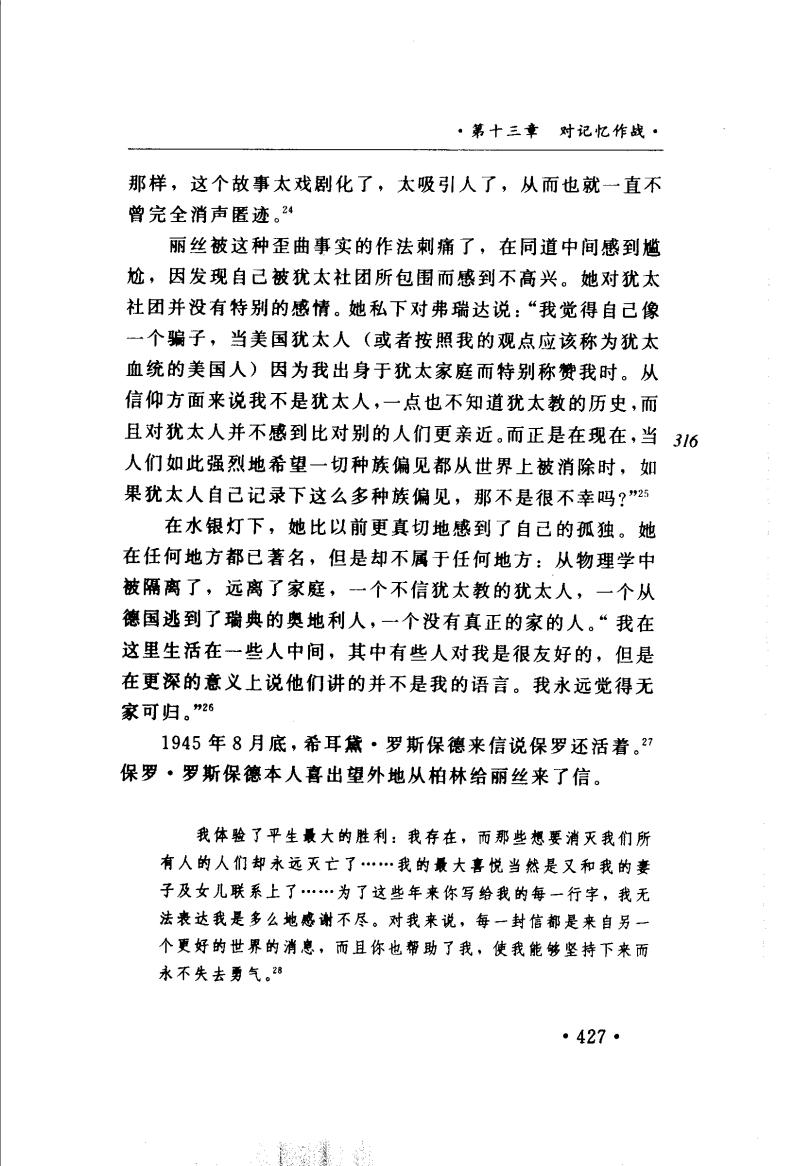 ·第十三章 对记忆作战·
那样，这个故事太戏剧化了，太吸引人了，从而也就一直不
曾完全消声匿迹。24
丽丝被这种歪曲事实的作法刺痛了，在同道中间感到尴
尬，因发现自己被犹太社团所包围而感到不高兴。她对犹太
社团并没有特别的感情。她私下对弗瑞达说：“我觉得自己像
一个骗子，当美国犹太人（或者按照我的观点应该称为犹太
血统的美国人）因为我出身于犹太家庭而特别称赞我时。从
信仰方面来说我不是犹太人，一点也不知道犹太教的历史，而
且对犹太人并不感到比对别的人们更亲近。而正是在现在，当
316
人们如此强烈地希望一切种族偏见都从世界上被消除时，如
果犹太人自己记录下这么多种族偏见，那不是很不幸吗？”25
在水银灯下，她比以前更真切地感到了自己的孤独。她
在任何地方都已著名，但是却不属于任何地方：从物理学中
被隔离了，远离了家庭，一个不信犹太教的犹太人，一个从
德国逃到了瑞典的奥地利人，一个没有真正的家的人。“我在
这里生活在一些人中间，其中有些人对我是很友好的，但是
在更深的意义上说他们讲的并不是我的语言。我永远觉得无
家可归。”26
1945 年 8 月底，希耳黛·罗斯保德来信说保罗还活着。27
保罗·罗斯保德本人喜出望外地从柏林给丽丝来了信。
我体验了平生最大的胜利：我存在，而那些想要消灭我们所
有人的人们却永远灭亡了……我的最大喜悦当然是又和我的妻
子及女儿联系上了……为了这些年来你写给我的每一行字，我无
法表达我是多么地感谢不尽。对我来说，每一封信都是来自另一
个更好的世界的消息，而且你也帮助了我，使我能够坚持下来而
永不失去勇气。28
·427·